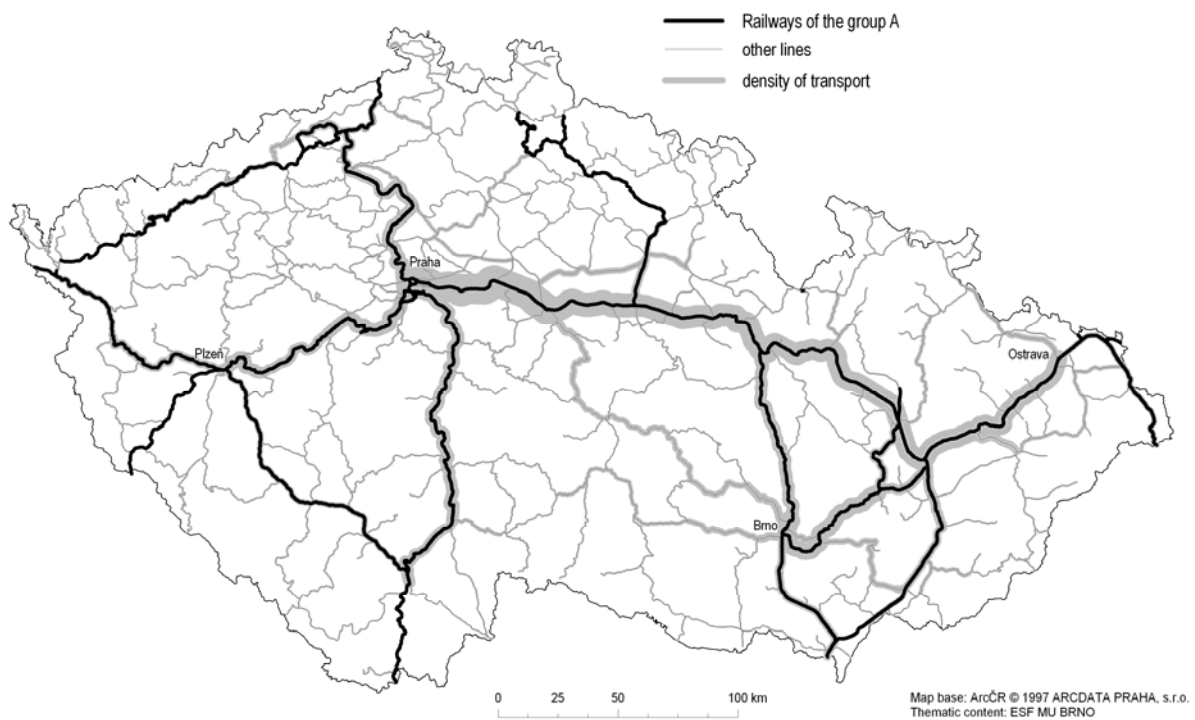 Railways of the group A
other lines
density of transport
Praha
Plzeň
Ostrava
Brno
0 25 50 100 km
Map base: ArcČR © 1997 ARCDATA PRAHA, s.r.o.
Thematic content: ESF MU BRNO